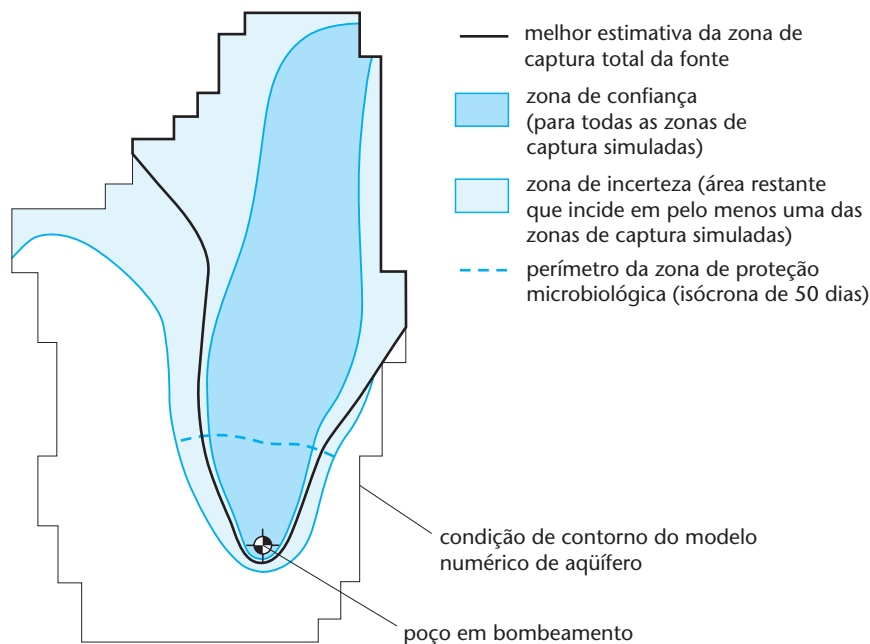 melhor estimativa da zona de
captura total da fonte
zona de confiança
(para todas as zonas de
captura simuladas)
zona de incerteza (área restante
que incide em pelo menos uma das
zonas de captura simuladas)
perímetro da zona de proteção
microbiológica (isócrona de 50 dias)
condição de contorno do modelo
numérico de aqüífero
poço em bombeamento